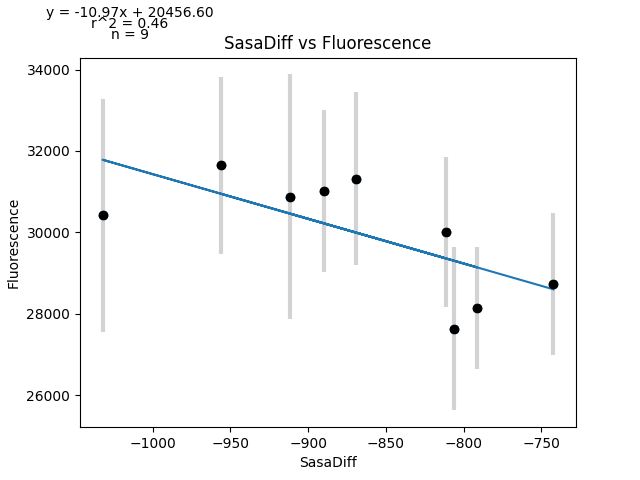 y = -10.97x + 20456.60
r^2 = 0.46
n = 9
SasaDiff vs Fluorescence
34000
32000
30000
28000
26000
Fluorescence
−1000
−950
−900
−850
−800
−750
SasaDiff